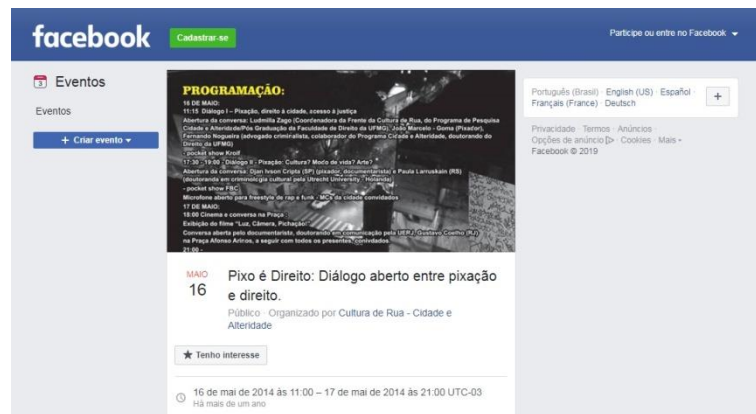 facebook
Cadastrar-se
Participe ou entre no Facebook
3
Eventos
Eventos
+ Criar evento
PROGRAMAÇÃO:
16 DE MAIO:
11:15 Diálogo I – Pixação, direito à cidade, acesso à justiça
Abertura da conversa: Ludmilla Zago (Coordenadora da Frente da Cultura de Rua, do Programa de Pesquisa
Cidade e Alteridade/Pós Graduação da Faculdade de Direito da UFMG), João Marcelo - Goma (Pixador),
Fernando Nogueira (advogado criminalista, colaborador do Programa Cidade e Alteridade, doutorando do
Direito da UFMG)
- pocket show Kroif
17:30 - 19:00 - Diálogo II - Pixação: Cultura? Modo de vida? Arte?
Abertura da conversa: Djan Ivson Cripta (SP) (pixador, documentarista) e Paula Larruskain (RS)
(doutoranda em criminologia cultural pela Utrecht University - Holanda)
- pocket show FBC
Microfone aberto para freestyle de rap e funk - MCs da cidade convidados
17 DE MAIO:
18:00 Cinema e conversa na Praça
Exibição do filme "Luz, Câmera, Pichação!"
Conversa aberta pelo documentarista, doutorando em comunicação pela UERJ, Gustavo Coelho (RJ)
na Praça Afonso Arinos, a seguir com todos os presentes, convidados
21:00 -
MAIO
16
Pixo é Direito: Diálogo aberto entre pixação
e direito.
Público · Organizado por Cultura de Rua - Cidade e
Alteridade
★ Tenho interesse
16 de mai de 2014 às 11:00 – 17 de mai de 2014 às 21:00 UTC-03
Há mais de um ano
Português (Brasil) · English (US) · Español ·
Français (France) · Deutsch
+
Privacidade · Termos · Anúncios ·
Opções de anúncio · Cookies · Mais
Facebook © 2019